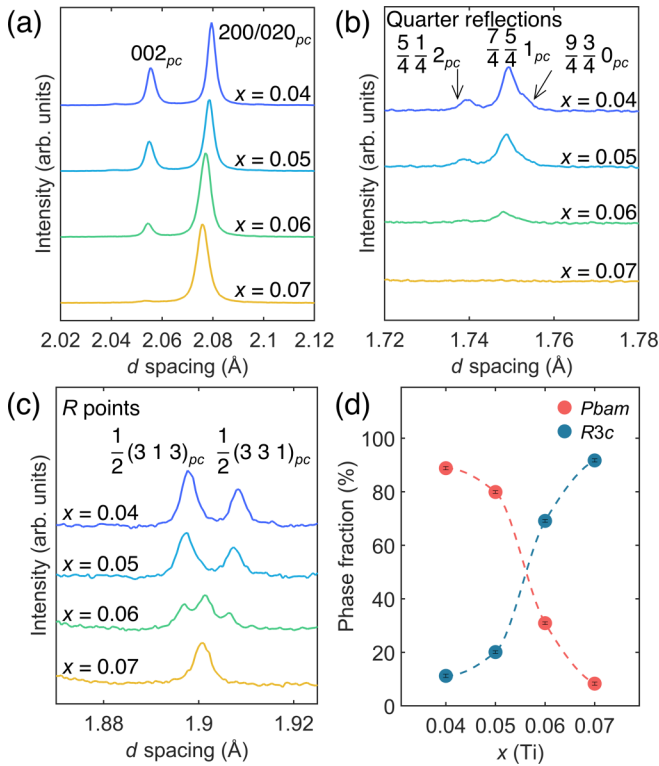 (a)
200/020pc
002pc
x = 0.04
x = 0.05
x = 0.06
x = 0.07
Intensity (arb. units)
2.02 2.04 2.06 2.08 2.1 2.12
d spacing (Å)
(b)
Quarter reflections
5/4 1/4 2pc 7/4 5/4 1pc 9/4 3/4 0pc
x = 0.04
x = 0.05
x = 0.06
x = 0.07
Intensity (arb. units)
1.72 1.74 1.76 1.78
d spacing (Å)
(c)
R points
1/2 (3 1 3)pc 1/2 (3 3 1)pc
x = 0.04
x = 0.05
x = 0.06
x = 0.07
Intensity (arb. units)
1.88 1.9 1.92
d spacing (Å)
(d)
Pbam
R3c
100
80
60
40
20
0
Phase fraction (%)
0.04 0.05 0.06 0.07
x (Ti)